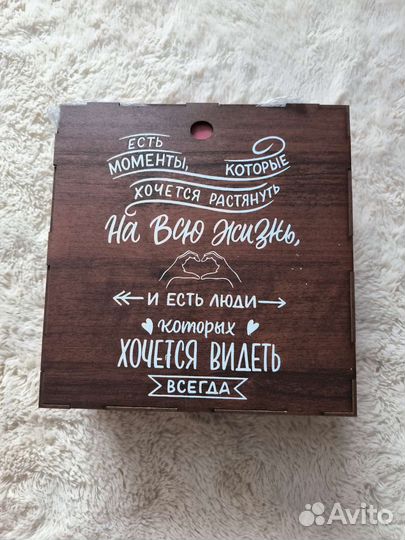 ЕСТЬ
МОМЕНТЫ, КОТОРЫЕ
ХОЧЕТСЯ РАСТЯНУТЬ
На ВСЮ жизнь,
И ЕСТЬ ЛЮДИ
которых
ХОЧЕТСЯ ВИДЕТЬ
ВСЕГДА
Avito